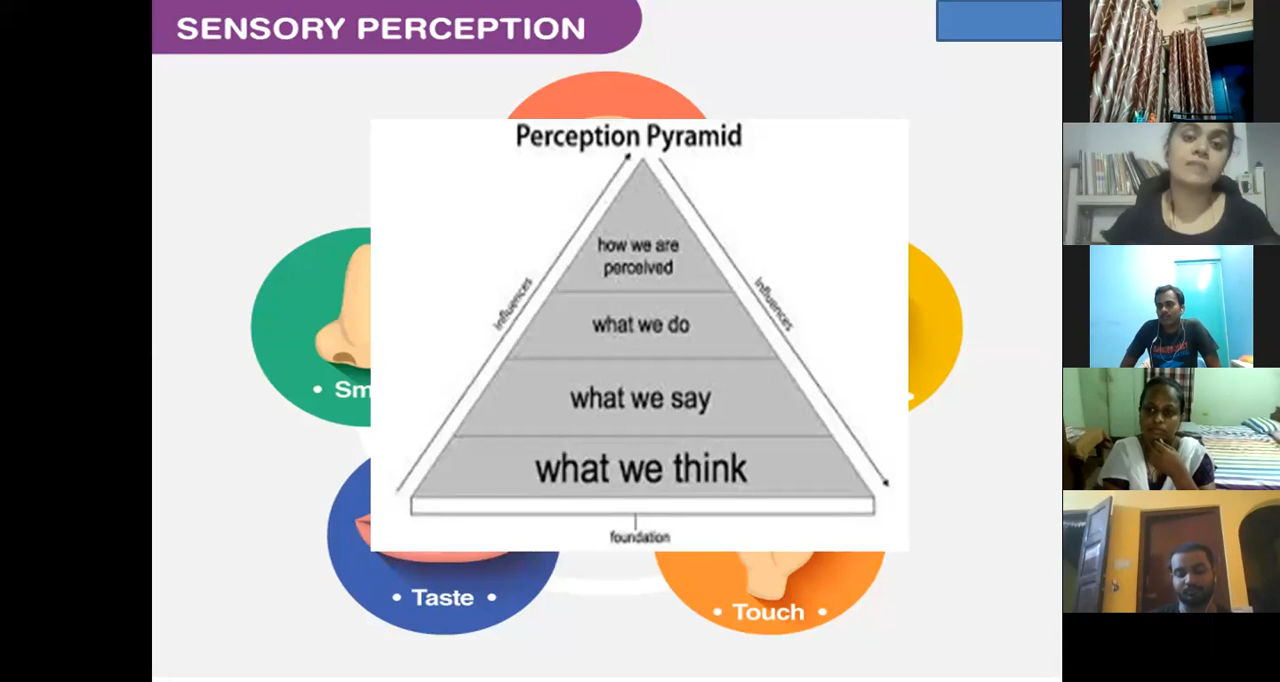 SENSORY PERCEPTION
Perception Pyramid
how we are
perceived
influences
influences
what we do
what we say
• Sm
what we think
foundation
• Taste •
• Touch •